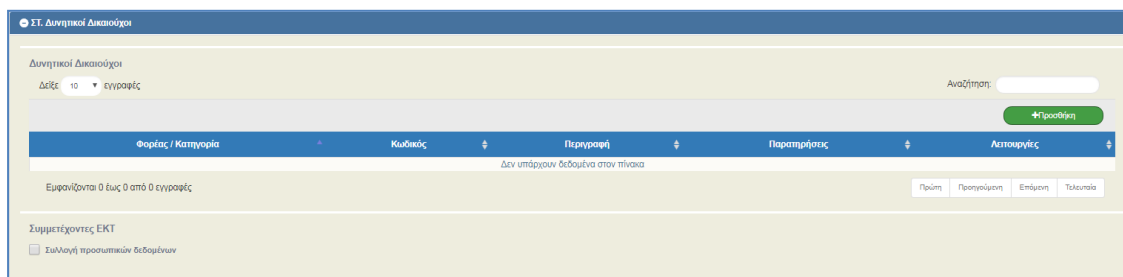 ΣΤ. Δυνητικοί Δικαιούχοι
Δυνητικοί Δικαιούχοι
Δείξε 10 εγγραφές Αναζήτηση:
+Προσθήκη
Φορέας / Κατηγορία Κωδικός Περιγραφή Παρατηρήσεις Λειτουργίες
Δεν υπάρχουν δεδομένα στον πίνακα
Εμφανίζονται 0 έως 0 από 0 εγγραφές Πρώτη Προηγούμενη Επόμενη Τελευταία
Συμμετέχοντες ΕΚΤ
Συλλογή προσωπικών δεδομένων